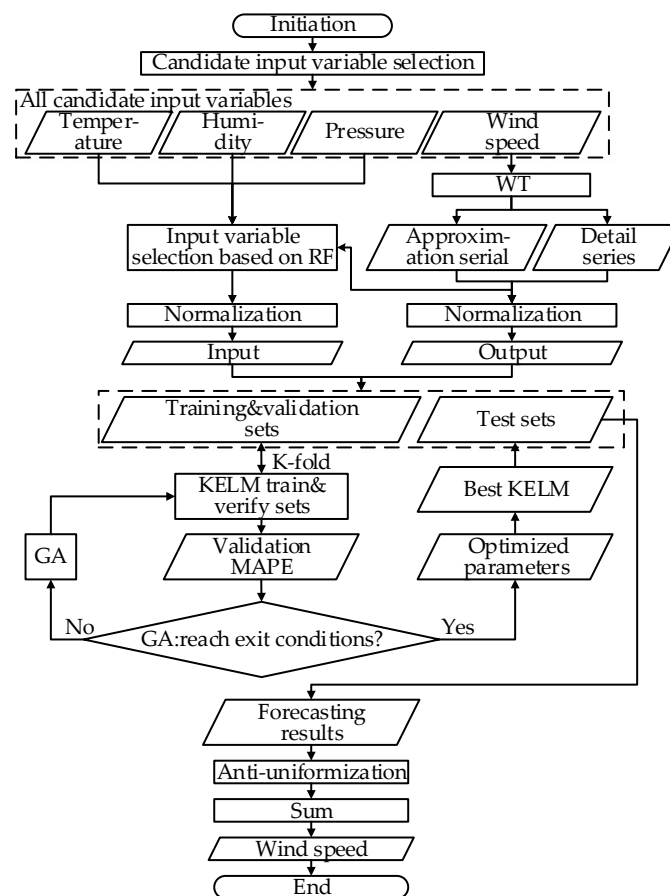 Initiation
Candidate input variable selection
All candidate input variables
Temper-
ature
Humi-
dity
Pressure
Wind
speed
WT
Input variable
selection based on RF
Approxim-
ation serial
Detail
series
Normalization
Normalization
Input
Output
Training&validation
sets
Test sets
K-fold
KELM train&
verify sets
Best KELM
GA
Validation
MAPE
Optimized
parameters
No
GA:reach exit conditions?
Yes
Forecasting
results
Anti-uniformization
Sum
Wind speed
End